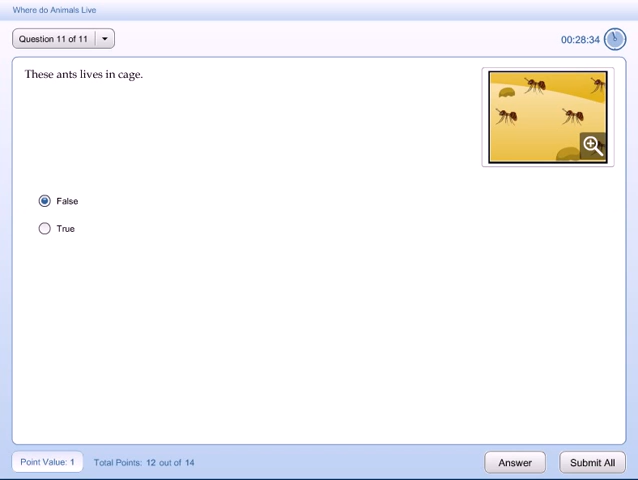 Where do Animals Live
Question 11 of 11
00:28:34
These ants lives in cage.
False
True
Point Value: 1
Total Points: 12 out of 14
Answer
Submit All